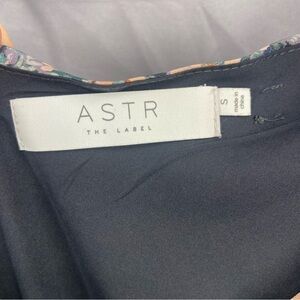 ASTR
THE LABEL
S
made in
china